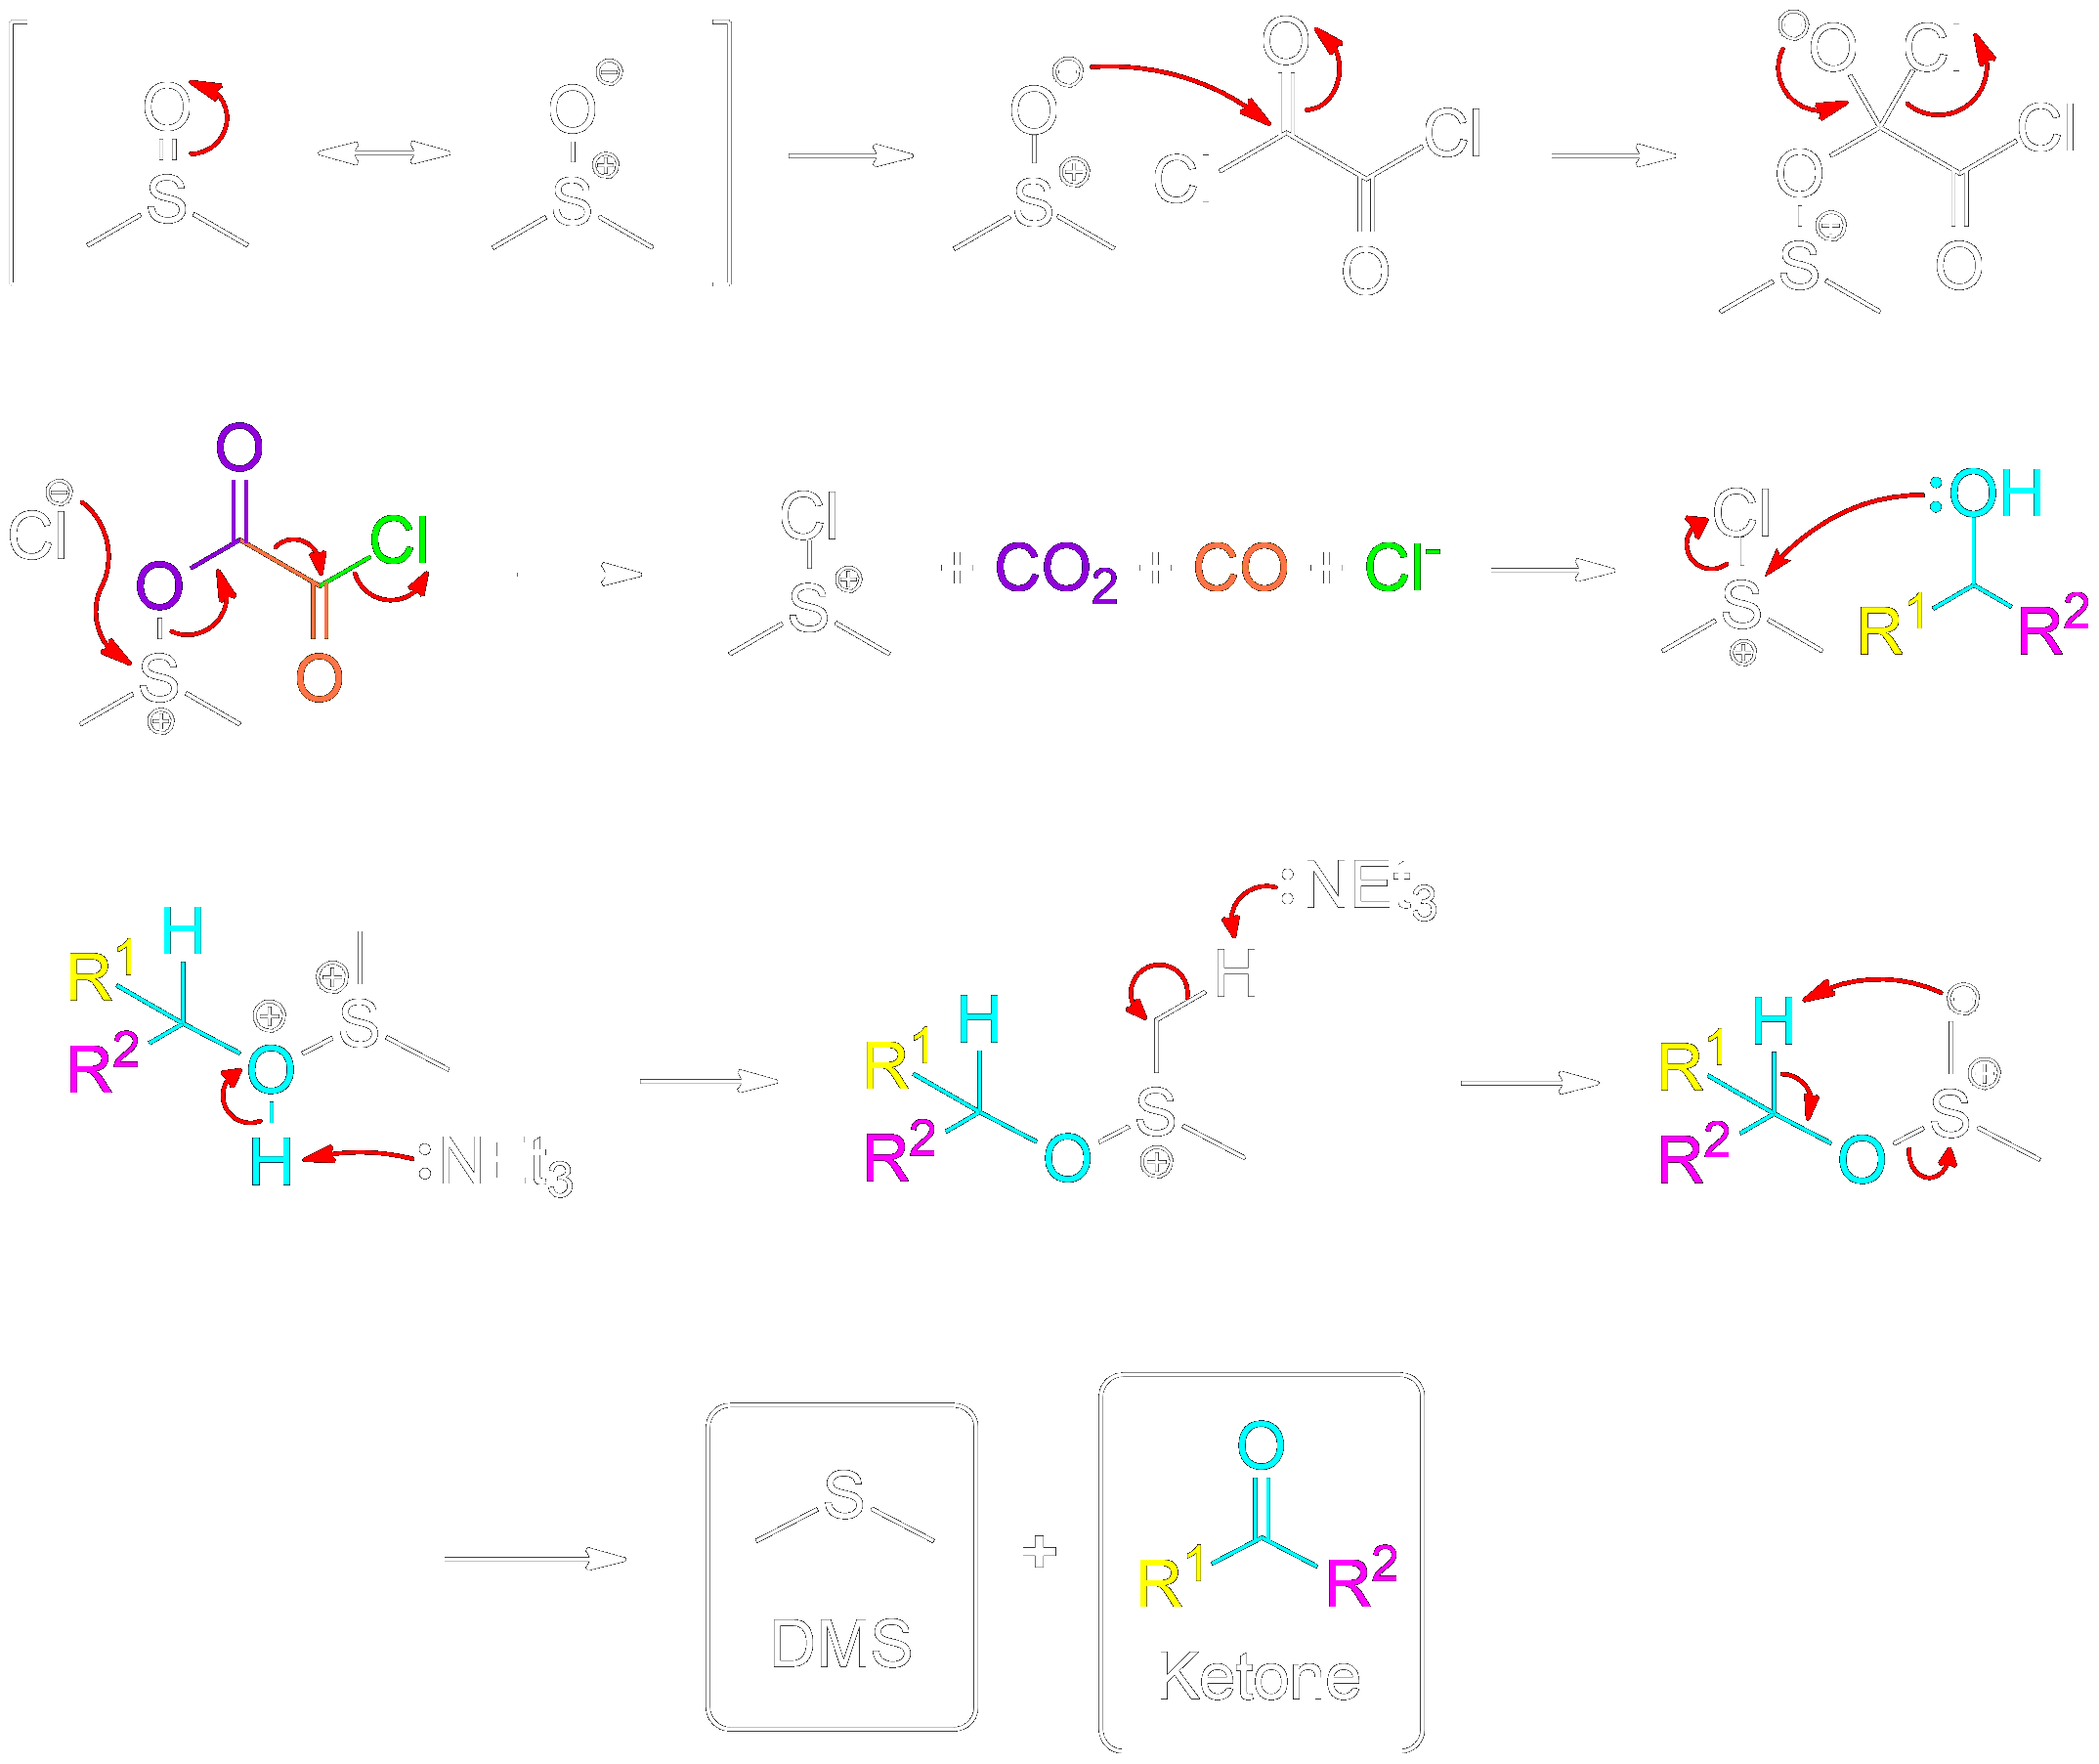 O O⊖ O⊖ O ⊖O Cl
S S⊕ S⊕ Cl Cl O O Cl
O S⊕ O
O
Cl⊖ O Cl Cl
S⊕ + CO₂ + CO + Cl⁻
Cl :OH
O S⊕ R¹ R²
S⊕
R¹ H ⊕ S
R² O⊕
H :NEt₃
:NEt₃
H
R¹ H S⊕
R² O
R¹ H ⊖ S⊕
R² O
S
DMS
+
O
R¹ R²
Ketone